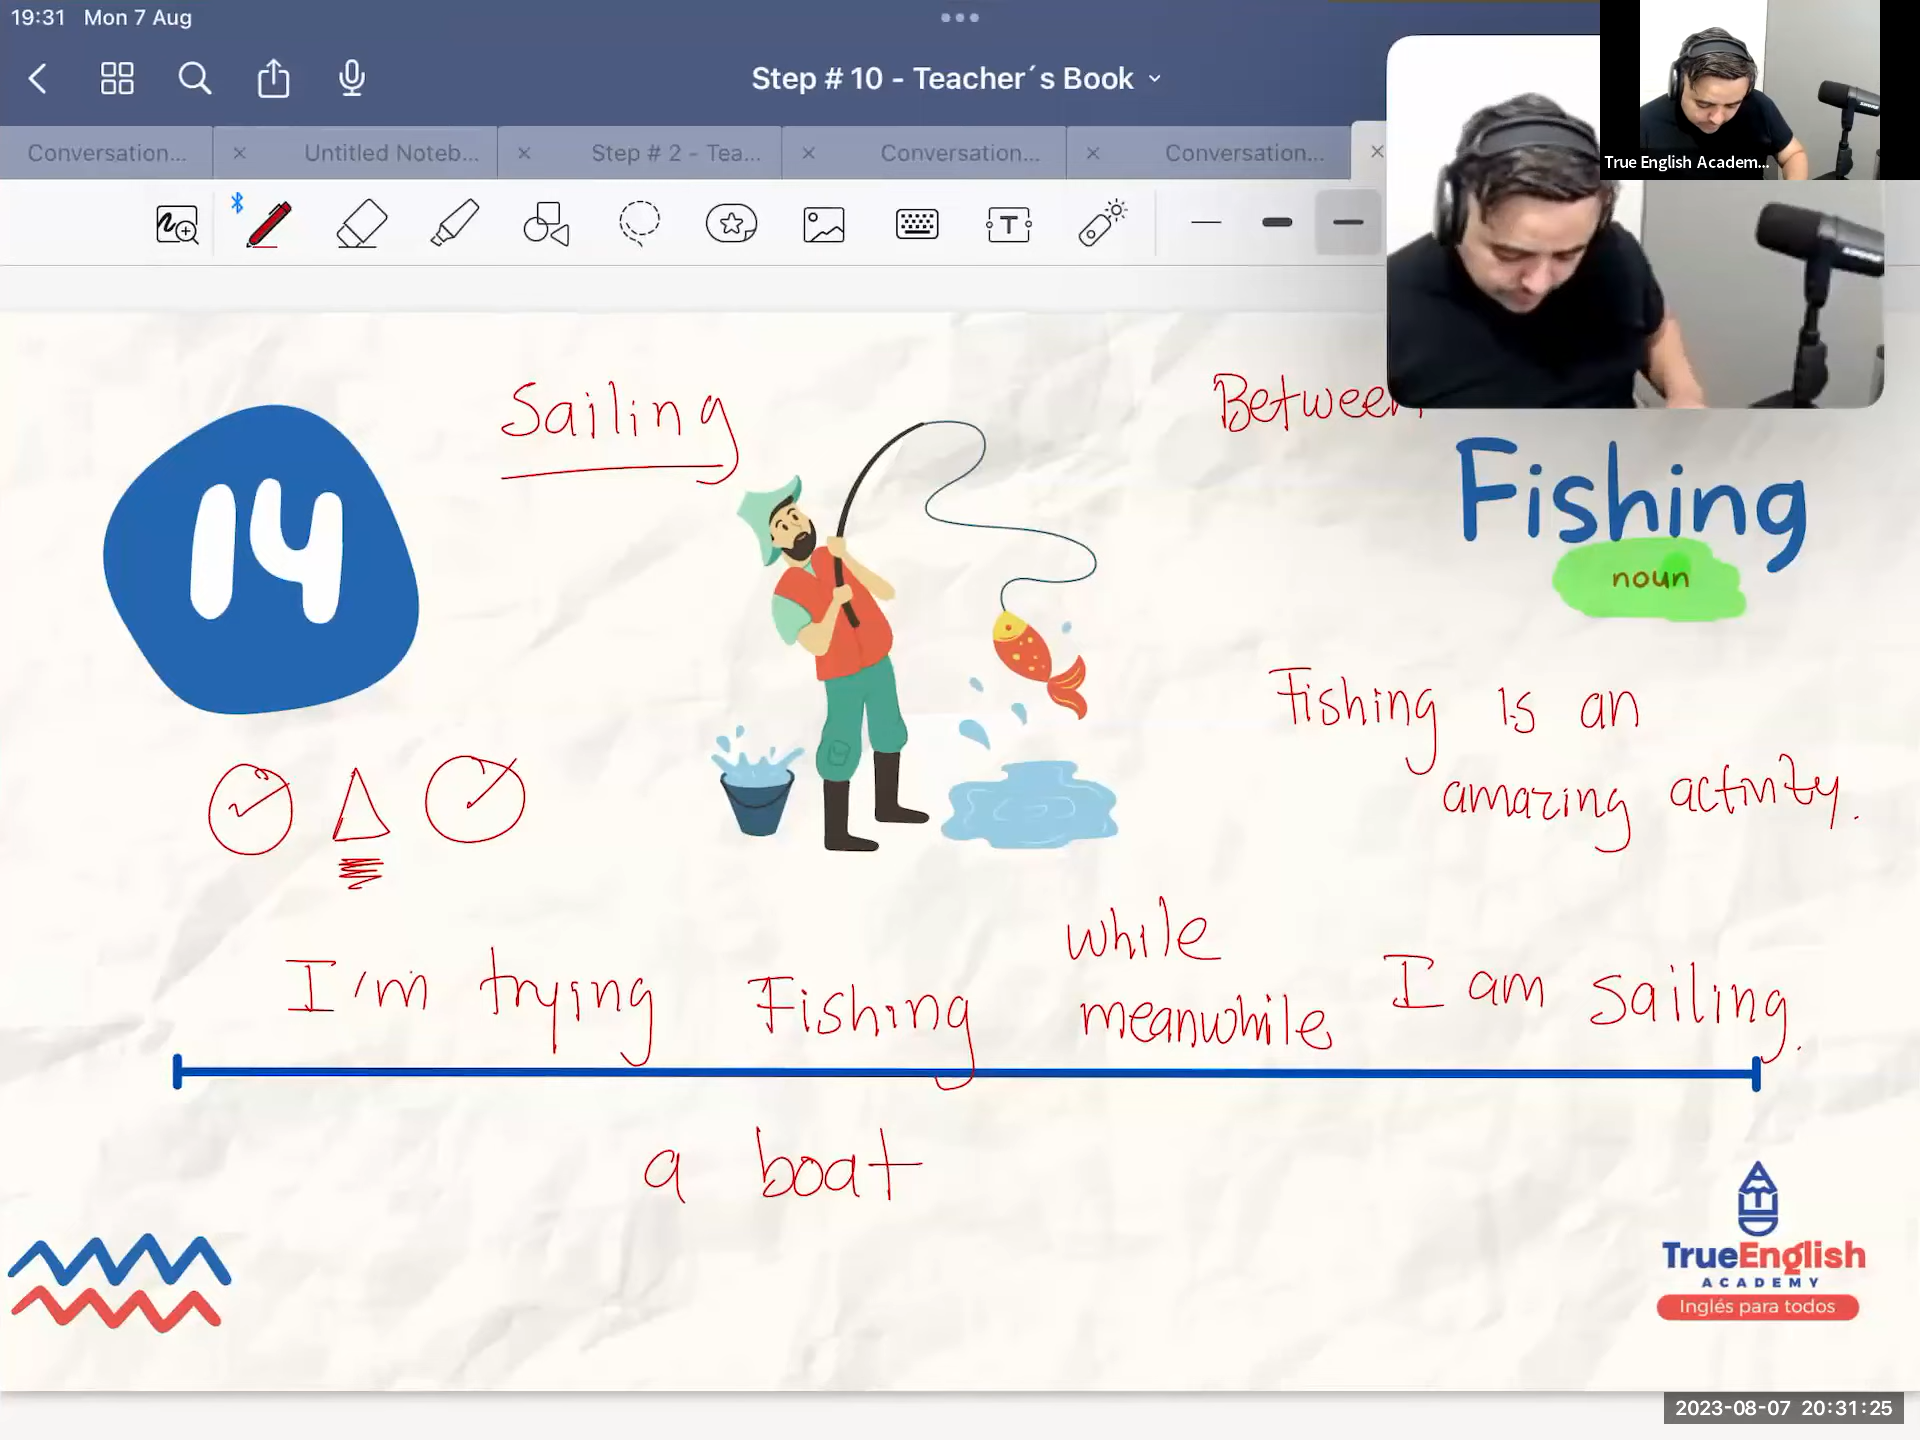 19:31 Mon 7 Aug
Step # 10 - Teacher´s Book
Conversation...
Untitled Noteb...
Step # 2 - Tea...
Conversation...
Conversation...
True English Academ...
T
Sailing
Between
Fishing
noun
14
Fishing is an
amazing activity.
while
I'm trying Fishing meanwhile I am sailing.
a boat
TrueEnglish
ACADEMY
Inglés para todos
2023-08-07 20:31:25